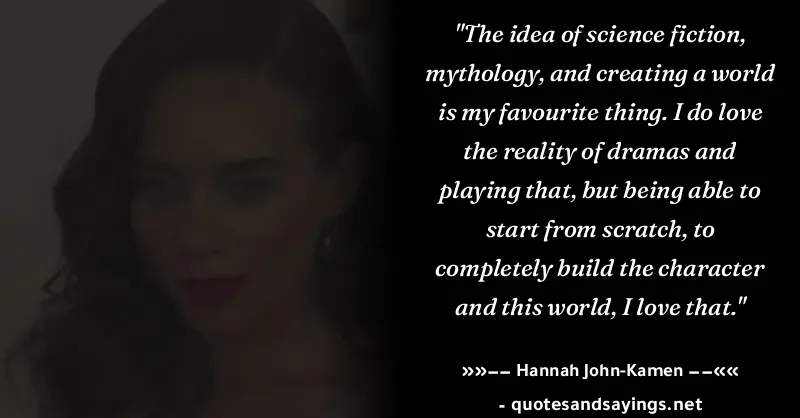 "The idea of science fiction,
mythology, and creating a world
is my favourite thing. I do love
the reality of dramas and
playing that, but being able to
start from scratch, to
completely build the character
and this world, I love that."
»»−− Hannah John-Kamen −−««
- quotesandsayings.net